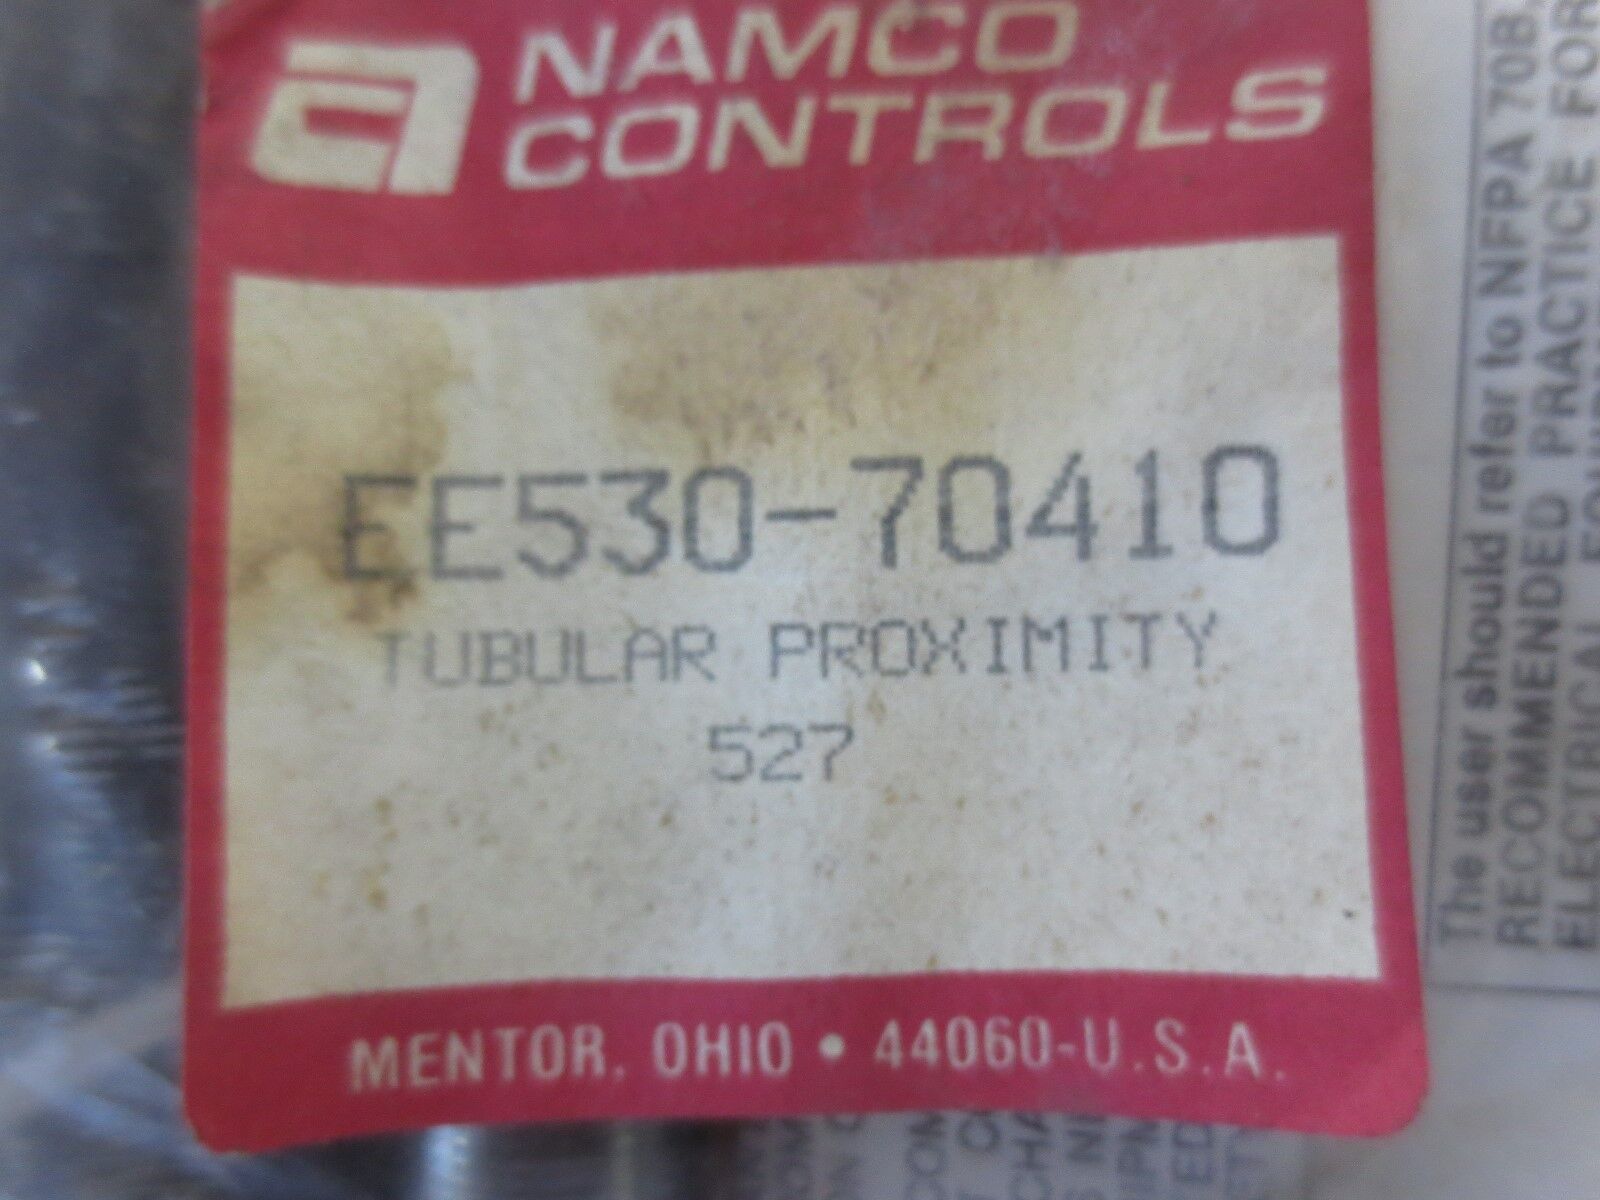 NAMCO
CONTROLS
EE530-70410
TUBULAR PROXIMITY
527
MENTOR, OHIO • 44060-U.S.A.
The user should refer to NFPA 70B,
RECOMMENDED PRACTICE FOR
ELECTRICAL